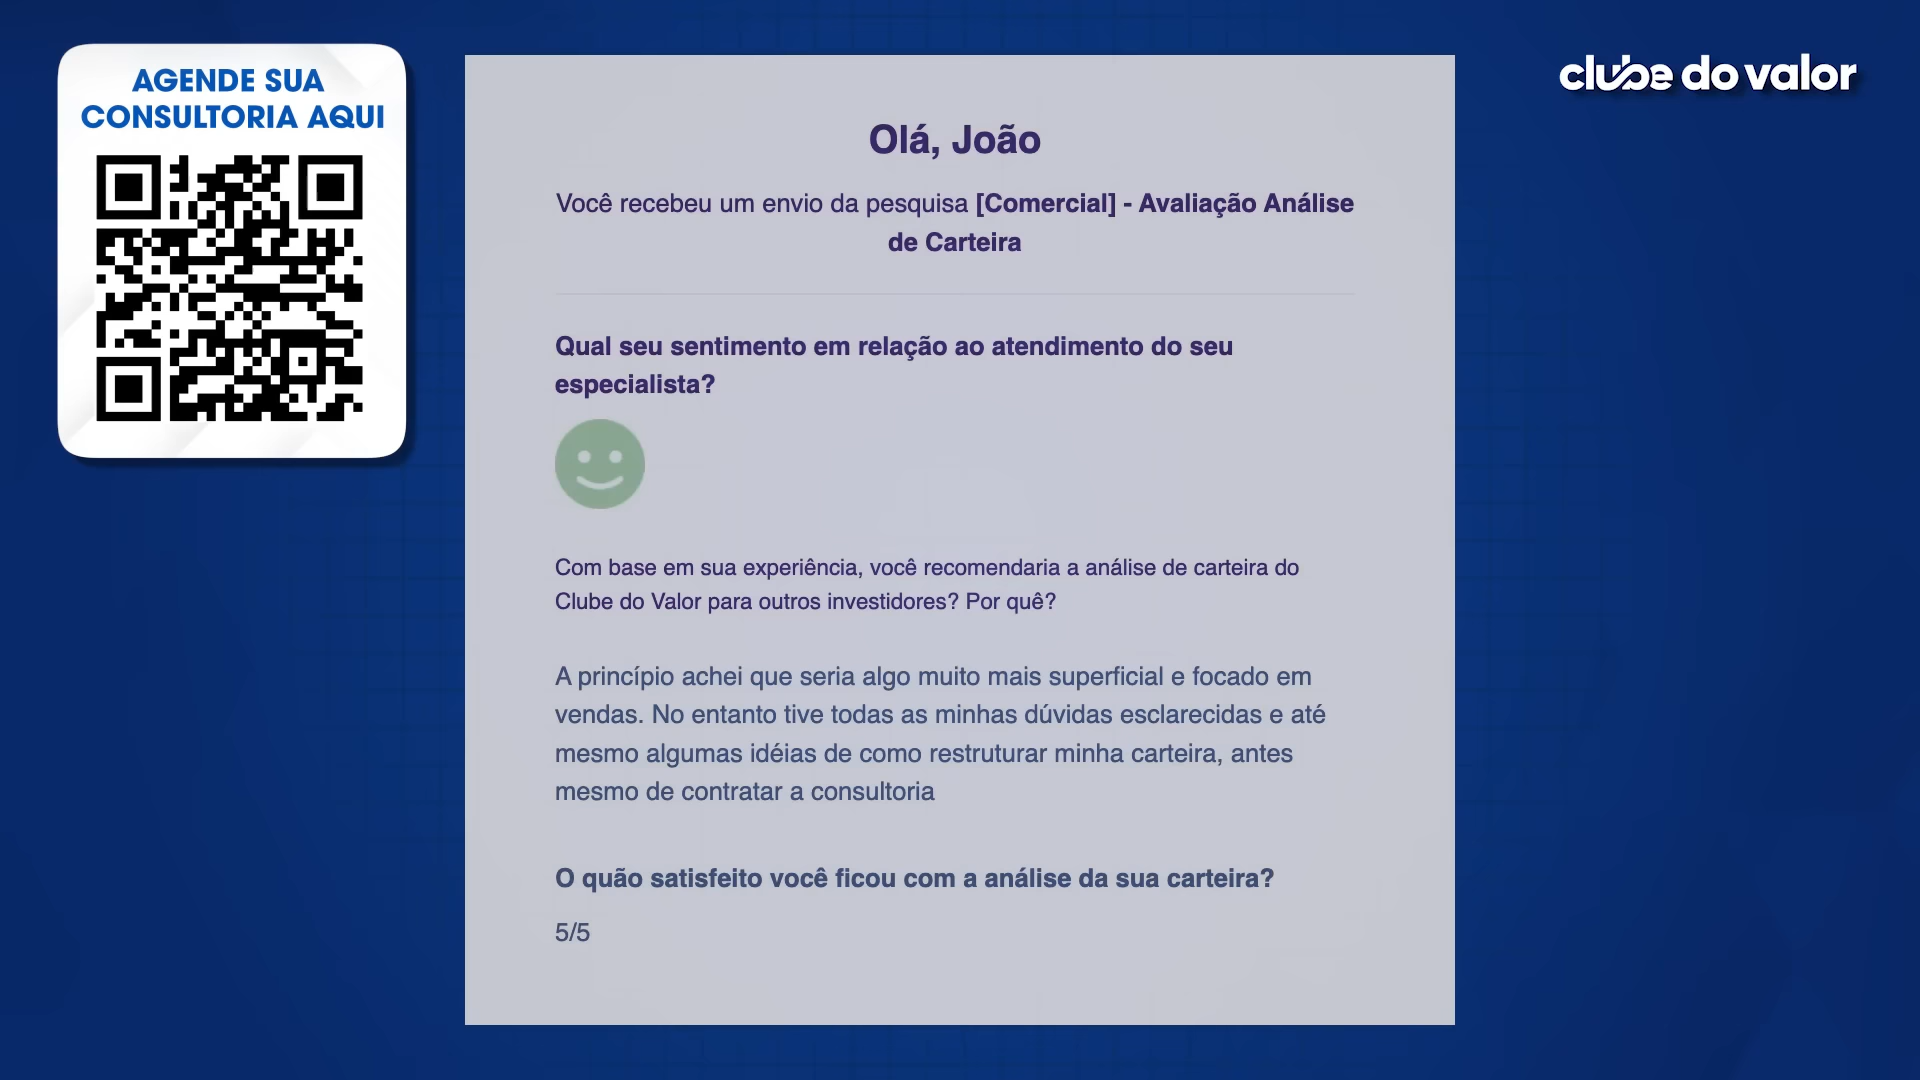 AGENDE SUA
CONSULTORIA AQUI
clube do valor
Olá, João
Você recebeu um envio da pesquisa [Comercial] - Avaliação Análise
de Carteira
Qual seu sentimento em relação ao atendimento do seu
especialista?
Com base em sua experiência, você recomendaria a análise de carteira do
Clube do Valor para outros investidores? Por quê?
A princípio achei que seria algo muito mais superficial e focado em
vendas. No entanto tive todas as minhas dúvidas esclarecidas e até
mesmo algumas idéias de como restruturar minha carteira, antes
mesmo de contratar a consultoria
O quão satisfeito você ficou com a análise da sua carteira?
5/5